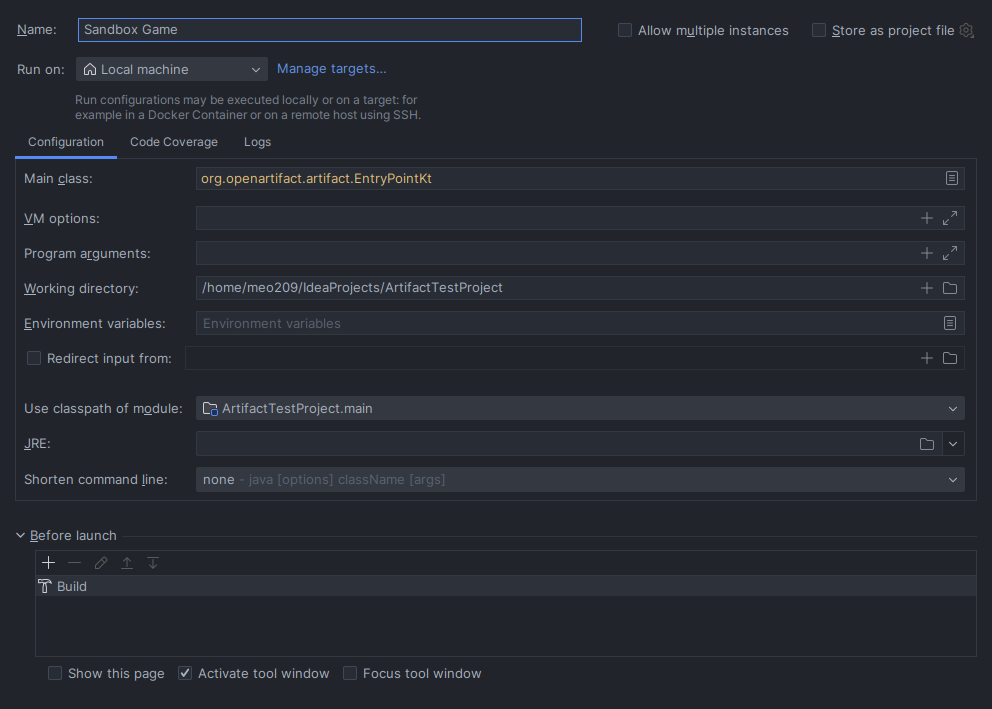 Name: Sandbox Game Allow multiple instances Store as project file
Run on: Local machine Manage targets...
Run configurations may be executed locally or on a target: for
example in a Docker Container or on a remote host using SSH.
Configuration Code Coverage Logs
Main class: org.openartifact.artifact.EntryPointKt
VM options:
Program arguments:
Working directory: /home/meo209/IdeaProjects/ArtifactTestProject
Environment variables: Environment variables
Redirect input from:
Use classpath of module: ArtifactTestProject.main
JRE:
Shorten command line: none - java [options] className [args]
Before launch
Build
Show this page Activate tool window Focus tool window